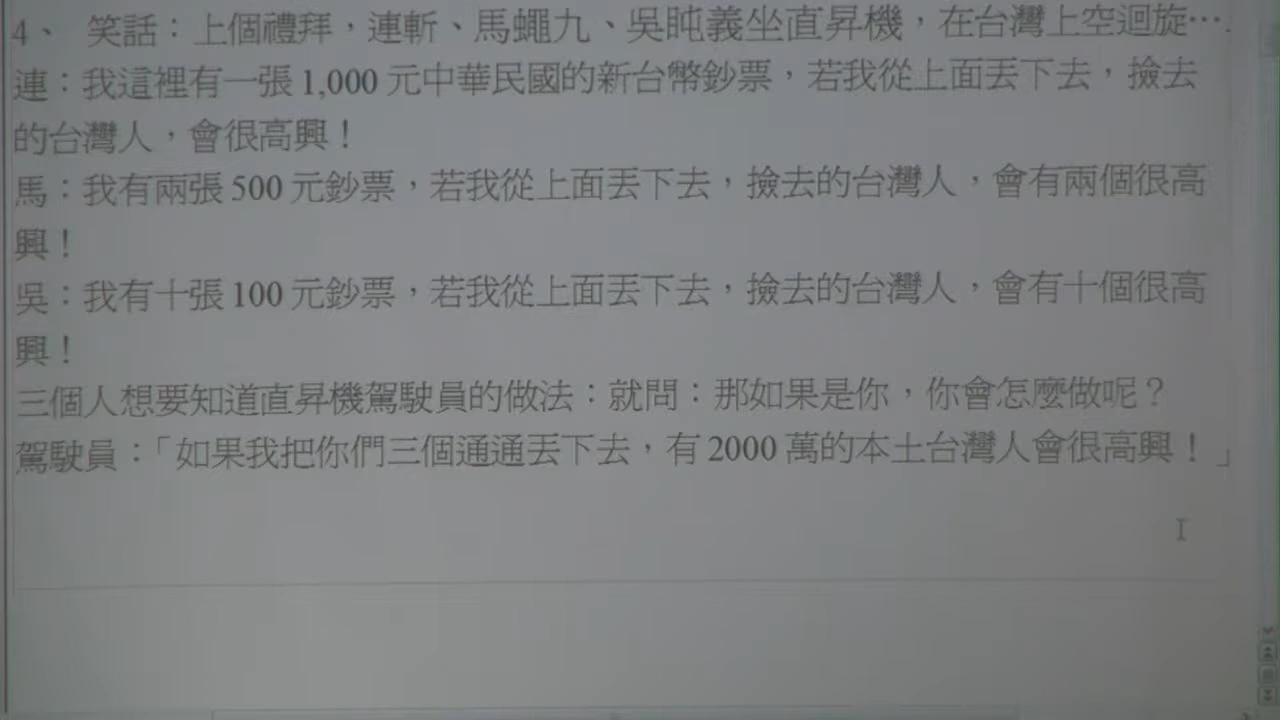 4、 笑話：上個禮拜，連斬、馬蠅九、吳盹義坐直昇機，在台灣上空迴旋….
連：我這裡有一張 1,000 元中華民國的新台幣鈔票，若我從上面丟下去，撿去
的台灣人，會很高興！
馬：我有兩張 500 元鈔票，若我從上面丟下去，撿去的台灣人，會有兩個很高
興！
吳：我有十張 100 元鈔票，若我從上面丟下去，撿去的台灣人，會有十個很高
興！
三個人想要知道直昇機駕駛員的做法：就問：那如果是你，你會怎麼做呢？
駕駛員：「如果我把你們三個通通丟下去，有 2000 萬的本土台灣人會很高興！」